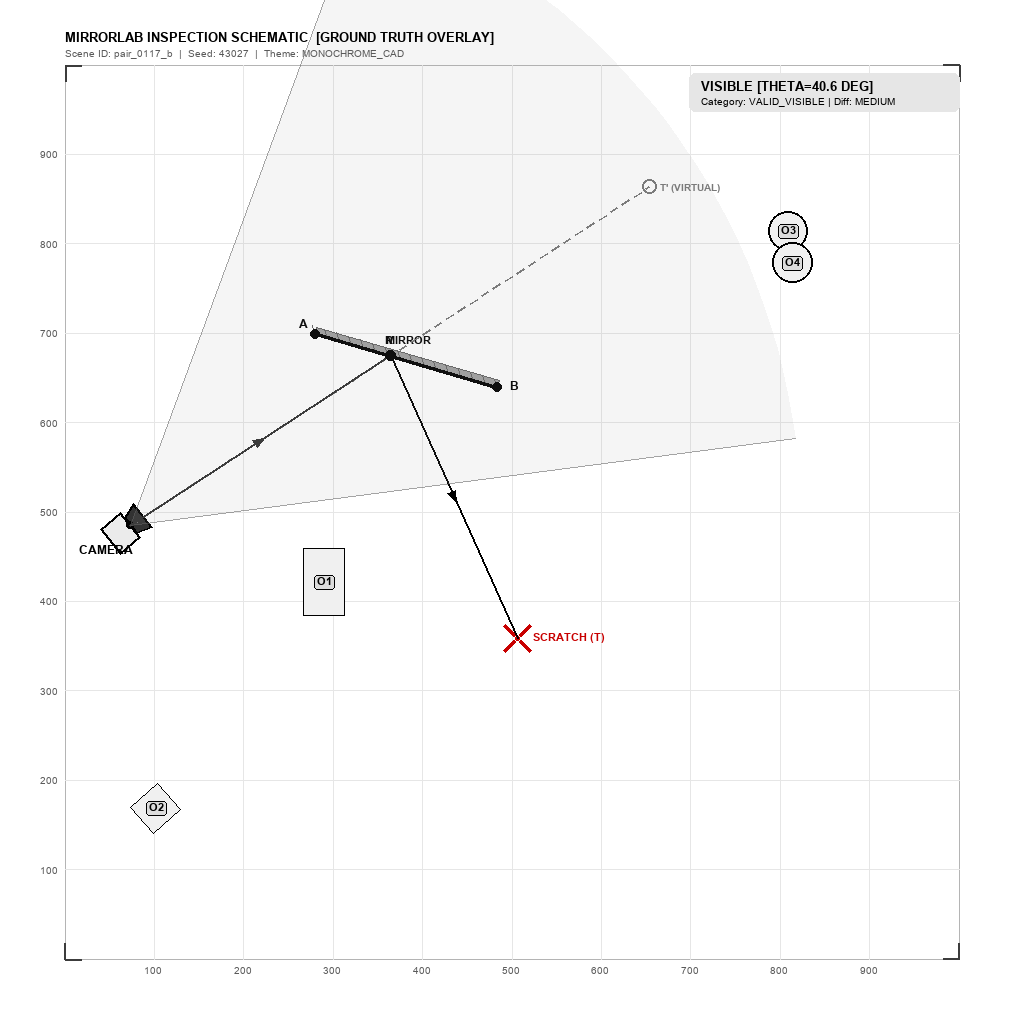 MIRRORLAB INSPECTION SCHEMATIC [GROUND TRUTH OVERLAY]
Scene ID: pair_0117_b | Seed: 43027 | Theme: MONOCHROME_CAD
VISIBLE [THETA=40.6 DEG]
Category: VALID_VISIBLE | Diff: MEDIUM
900
T' (VIRTUAL)
O3
800
O4
700
A
MIRROR
B
600
500
CAMERA
O1
400
SCRATCH (T)
300
200
O2
100
100 200 300 400 500 600 700 800 900